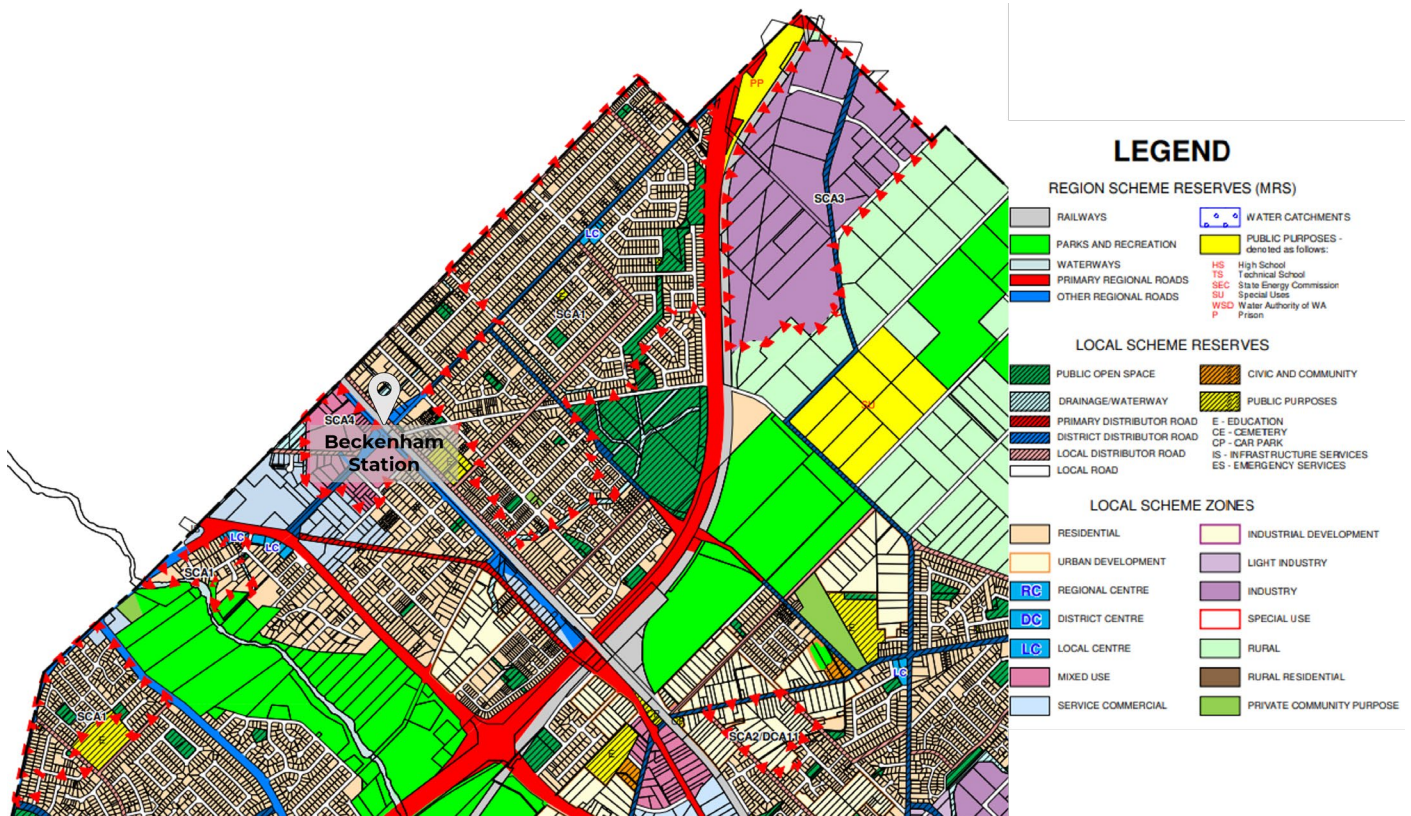 PP
SCA3
LC
SCA1
SU
SCA4
Beckenham
Station
LC
LC
SCA1
E
LC
SCA1
E
SCA2/DCA11
E
LEGEND
REGION SCHEME RESERVES (MRS)
RAILWAYS
PARKS AND RECREATION
WATERWAYS
PRIMARY REGIONAL ROADS
OTHER REGIONAL ROADS
WATER CATCHMENTS
PUBLIC PURPOSES -
denoted as follows:
HS High School
TS Technical School
SEC State Energy Commission
SU Special Uses
WSD Water Authority of WA
P Prison
LOCAL SCHEME RESERVES
PUBLIC OPEN SPACE
DRAINAGE/WATERWAY
PRIMARY DISTRIBUTOR ROAD
DISTRICT DISTRIBUTOR ROAD
LOCAL DISTRIBUTOR ROAD
LOCAL ROAD
CIVIC AND COMMUNITY
PUBLIC PURPOSES
E - EDUCATION
CE - CEMETERY
CP - CAR PARK
IS - INFRASTRUCTURE SERVICES
ES - EMERGENCY SERVICES
LOCAL SCHEME ZONES
RESIDENTIAL
URBAN DEVELOPMENT
RC REGIONAL CENTRE
DC DISTRICT CENTRE
LC LOCAL CENTRE
MIXED USE
SERVICE COMMERCIAL
INDUSTRIAL DEVELOPMENT
LIGHT INDUSTRY
INDUSTRY
SPECIAL USE
RURAL
RURAL RESIDENTIAL
PRIVATE COMMUNITY PURPOSE